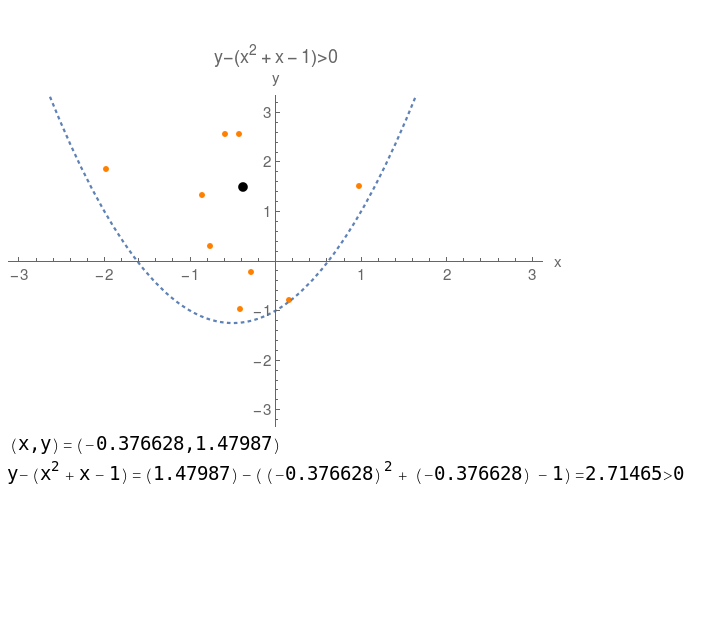 y−(x² + x − 1)>0
y
3
2
1
−3 −2 −1 1 2 3 x
−1
−2
−3
(x,y) = (−0.376628,1.47987)
y− (x² + x − 1) = (1.47987) − ( (−0.376628)² + (−0.376628) − 1) =2.71465>0